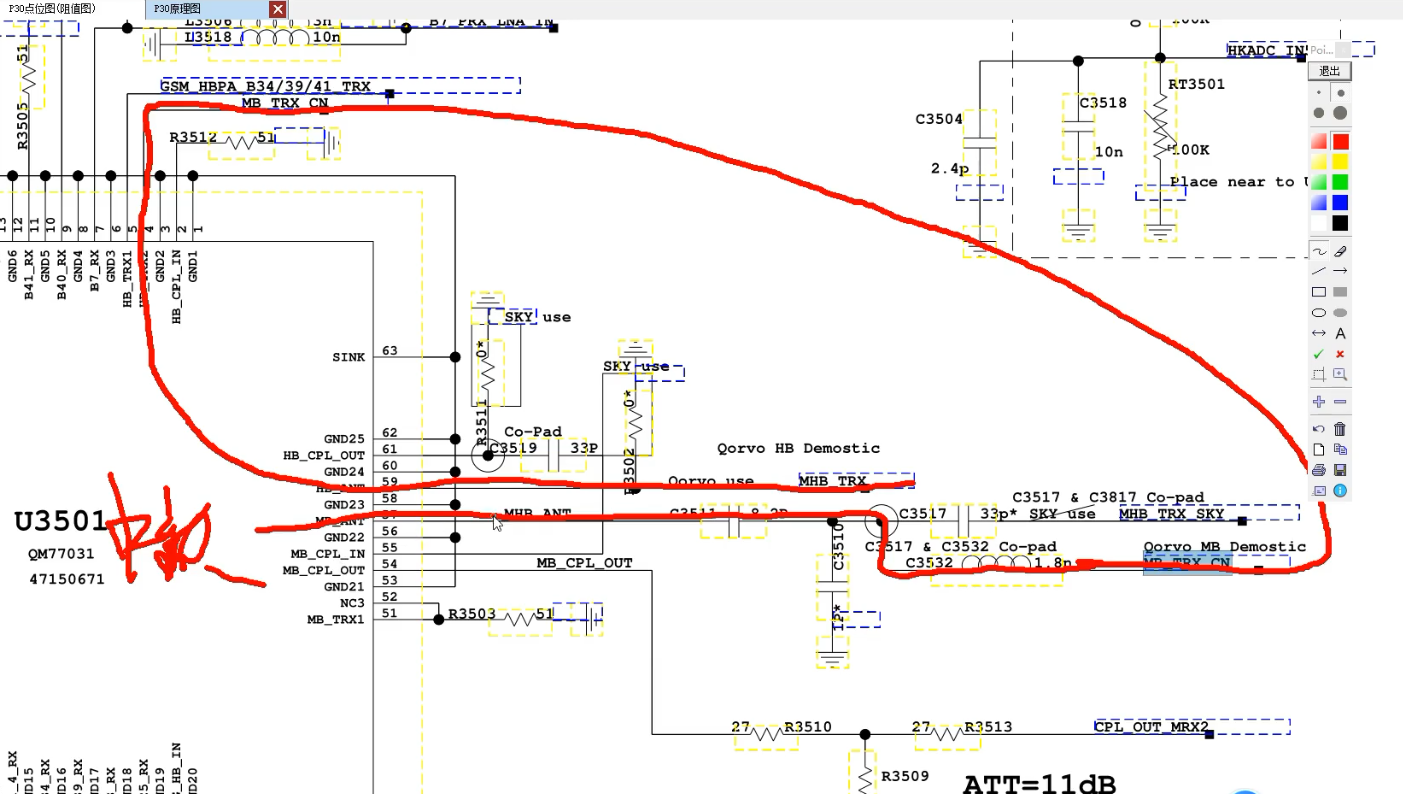 P30点位图(阻值图)
P30原理图
L3506
3n
B7_PRX_LNA_IN
L3518
10n
51
R3505
GSM_HBPA_B34/39/41_TRX
MB_TRX_CN
R3512
51
13
12
11
10
9
8
7
6
5
4
3
2
1
GND6
B41_RX
GND5
B40_RX
GND4
B7_RX
GND3
HB_TRX1
GND2
HB_CPL_IN
GND1
HKADC_IN
退出
RT3501
C3518
C3504
10n
100K
2.4p
Place near to U
SKY use
0*
R3511
SKY use
0*
R3502
SINK 63
GND25 62
HB_CPL_OUT 61
GND24 60
HB_ANT 59
GND23 58
MB_ANT 57
GND22 56
MB_CPL_IN 55
MB_CPL_OUT 54
GND21 53
NC3 52
MB_TRX1 51
Co-Pad
C3519 33P
Qorvo HB Demostic
Qorvo use
MHB_TRX
MHB_ANT
C3511 8.2P
C3517 & C3817 Co-pad
C3517
33p* SKY use
MHB_TRX_SKY
C3510
C3517 & C3532 Co-pad
Qorvo MB Demostic
C3532
1.8n
MB_TRX_CN
MB_CPL_OUT
R3503
51
U3501
QM77031
47150671
中频
27 R3510
27 R3513
CPL_OUT_MRX2
R3509
ATT=11dB